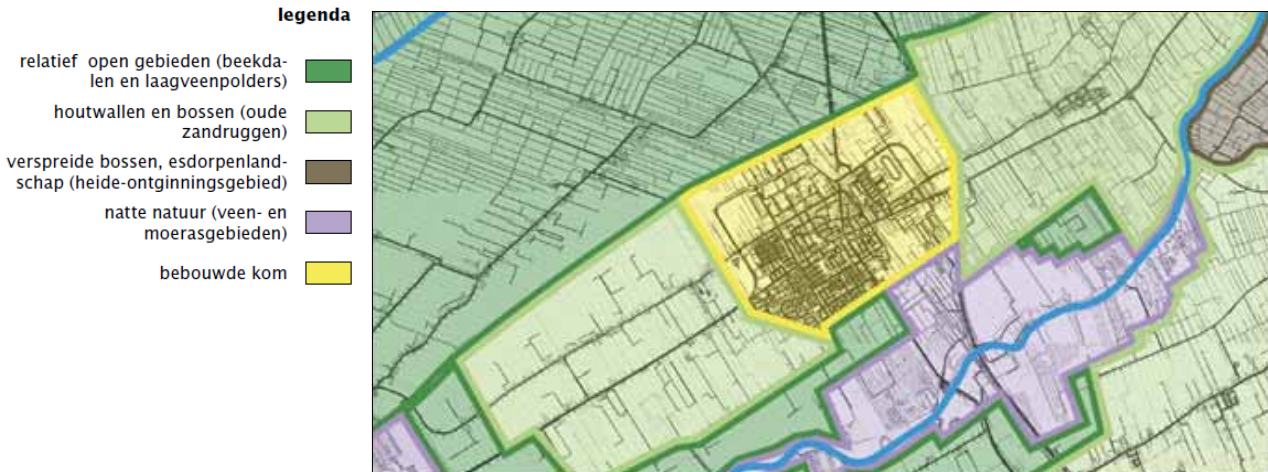 legenda
relatief open gebieden (beekda-
len en laagveenpolders)
houtwallen en bossen (oude
zandruggen)
verspreide bossen, esdorpenland-
schap (heide-ontginningsgebied)
natte natuur (veen- en
moerasgebieden)
bebouwde kom